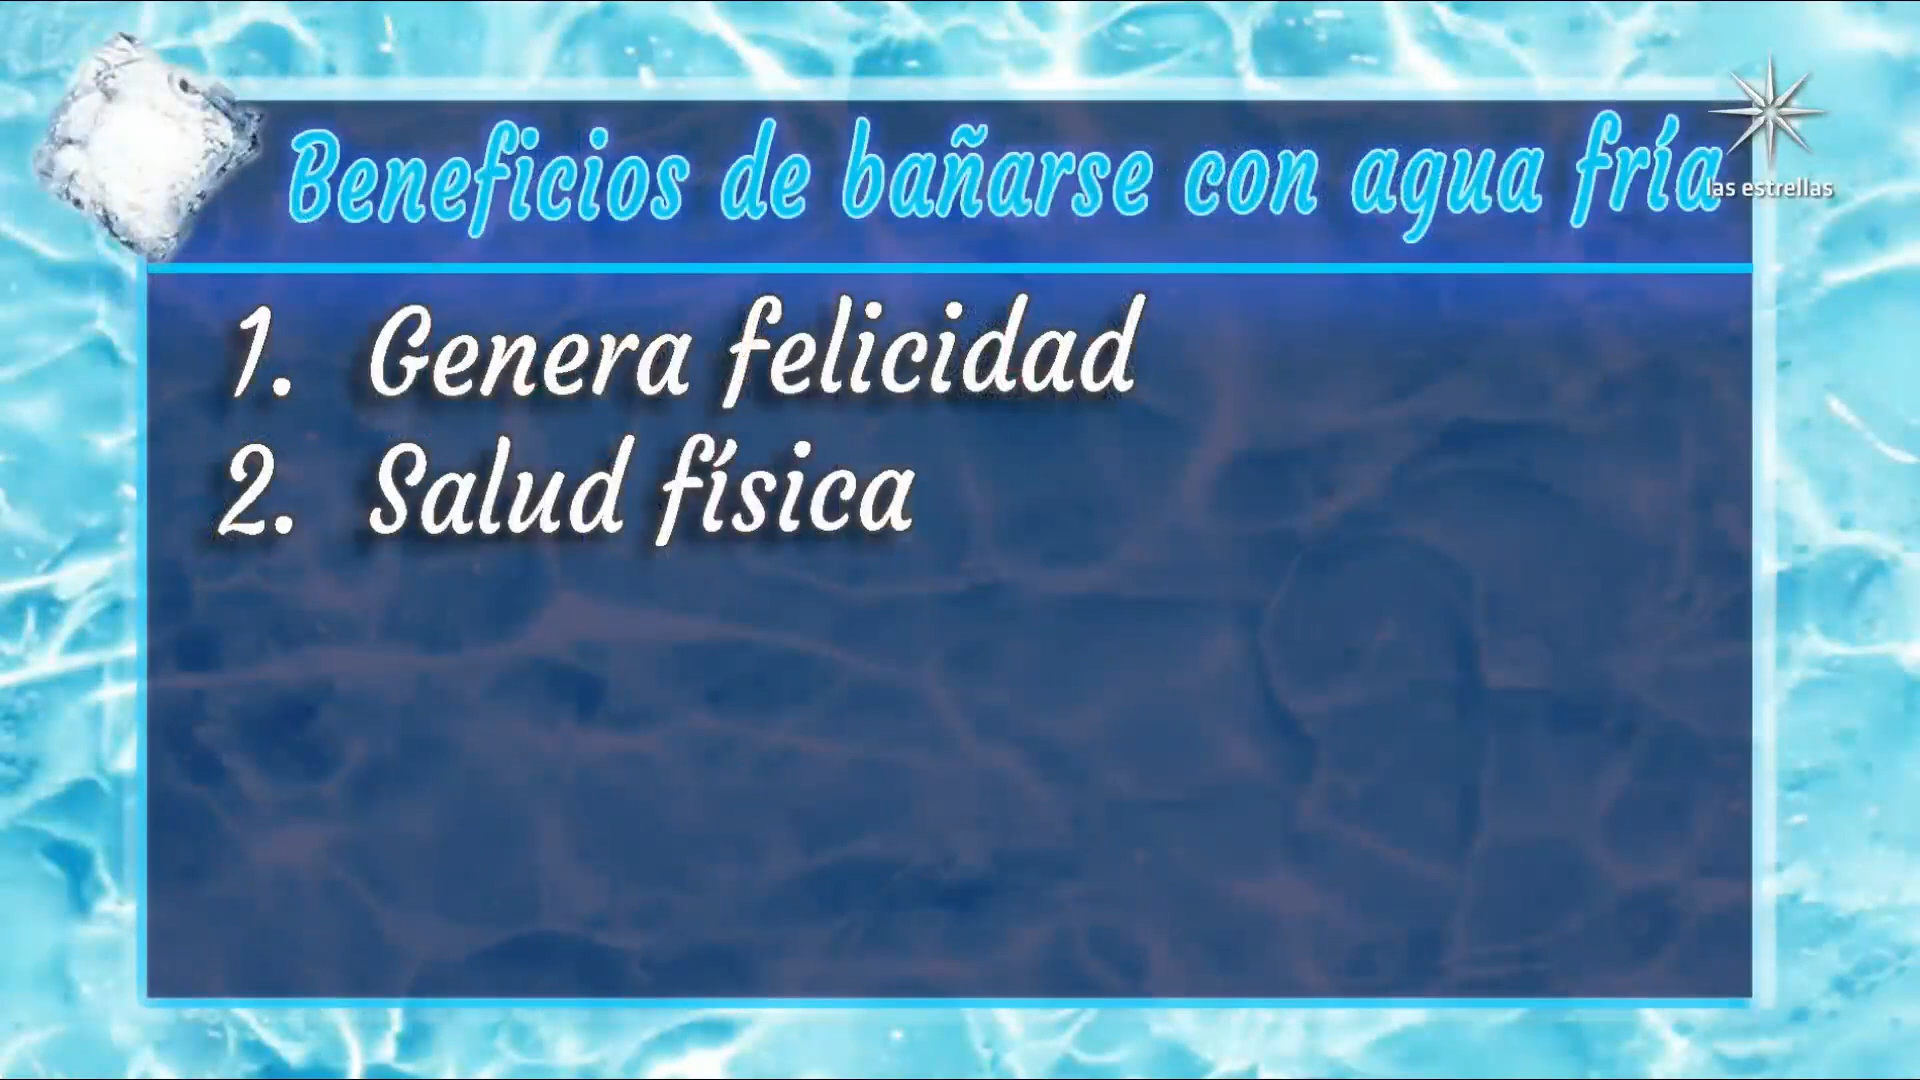 Beneficios de bañarse con agua fría
las estrellas
1. Genera felicidad
2. Salud física